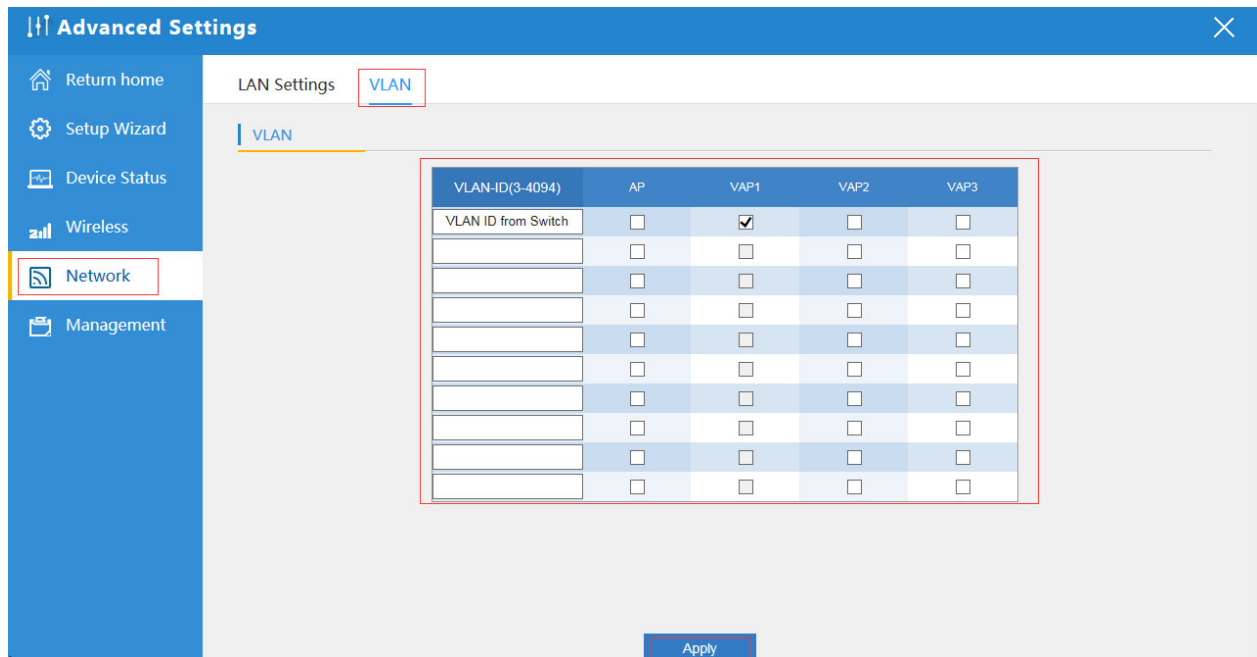 Advanced Settings
Return home
Setup Wizard
Device Status
Wireless
Network
Management
LAN Settings VLAN
VLAN
VLAN-ID(3-4094) AP VAP1 VAP2 VAP3
VLAN ID from Switch
Apply